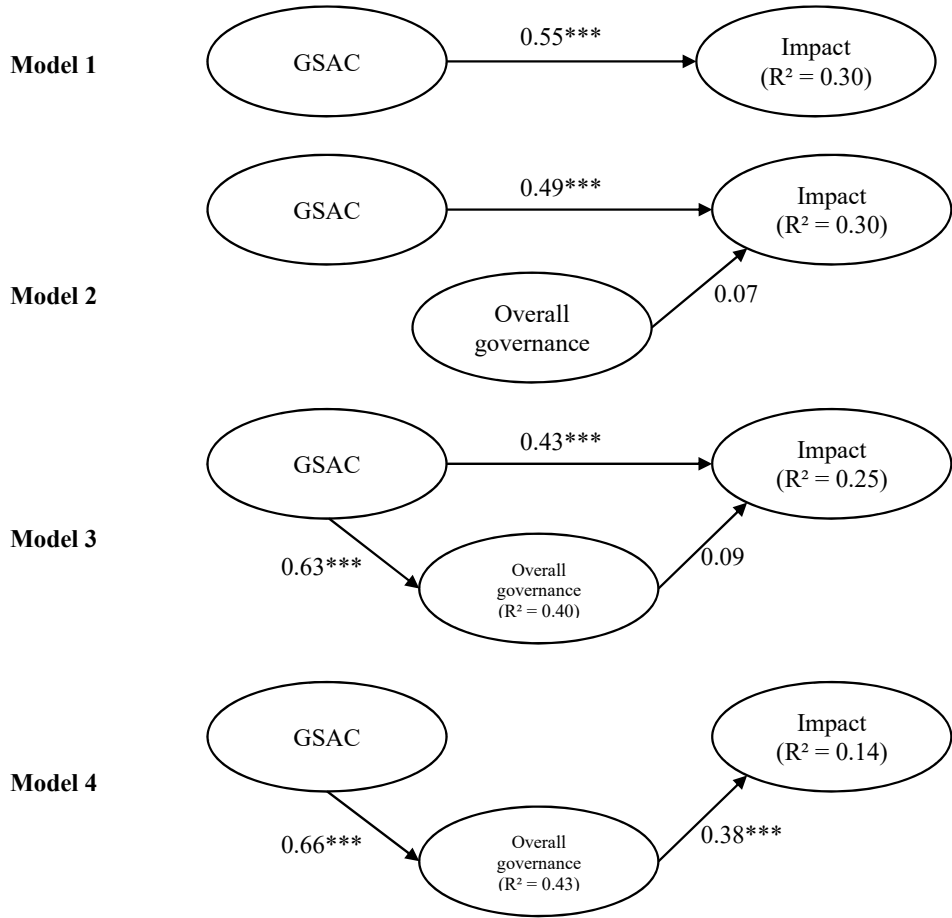 Model 1
GSAC
0.55***
Impact
(R² = 0.30)
Model 2
GSAC
0.49***
Impact
(R² = 0.30)
Overall
governance
0.07
Model 3
GSAC
0.43***
Impact
(R² = 0.25)
0.63***
Overall
governance
(R² = 0.40)
0.09
Model 4
GSAC
Impact
(R² = 0.14)
0.66***
Overall
governance
(R² = 0.43)
0.38***